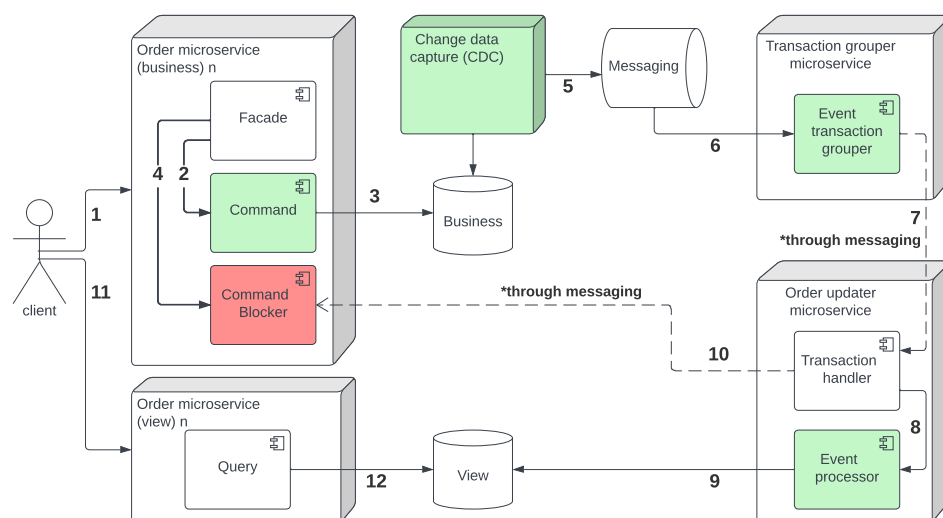 Order microservice
(business) n
Facade
4
2
Command
Command
Blocker
1
11
client
3
Change data
capture (CDC)
5
Messaging
Business
6
Transaction grouper
microservice
Event
transaction
grouper
7
*through messaging
*through messaging
10
Order updater
microservice
Transaction
handler
8
Event
processor
9
Order microservice
(view) n
Query
12
View